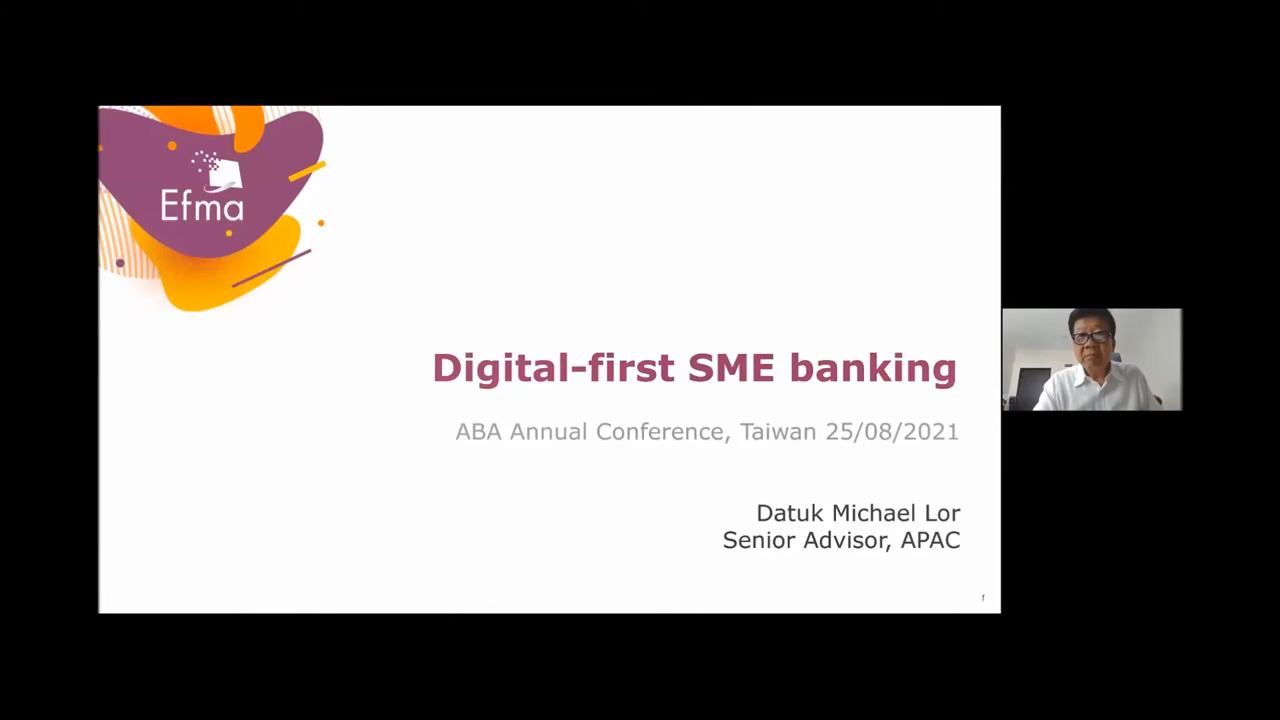 Efma
Digital-first SME banking
ABA Annual Conference, Taiwan 25/08/2021
Datuk Michael Lor
Senior Advisor, APAC
1